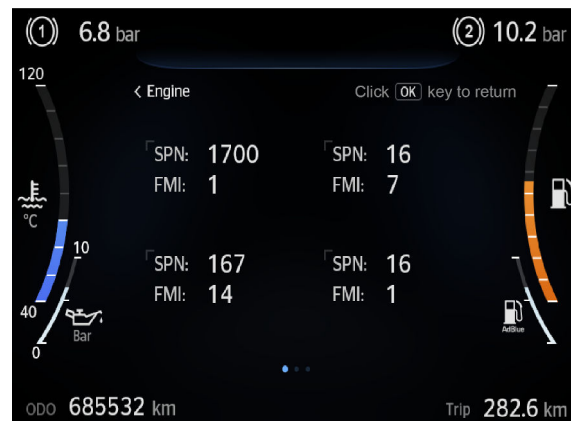 (1) 6.8 bar
(2) 10.2 bar
120
< Engine
Click OK key to return
SPN: 1700
FMI: 1
SPN: 16
FMI: 7
°C
10
SPN: 167
FMI: 14
SPN: 16
FMI: 1
40
Bar
0
AdBlue
ODO 685532 km
Trip 282.6 km